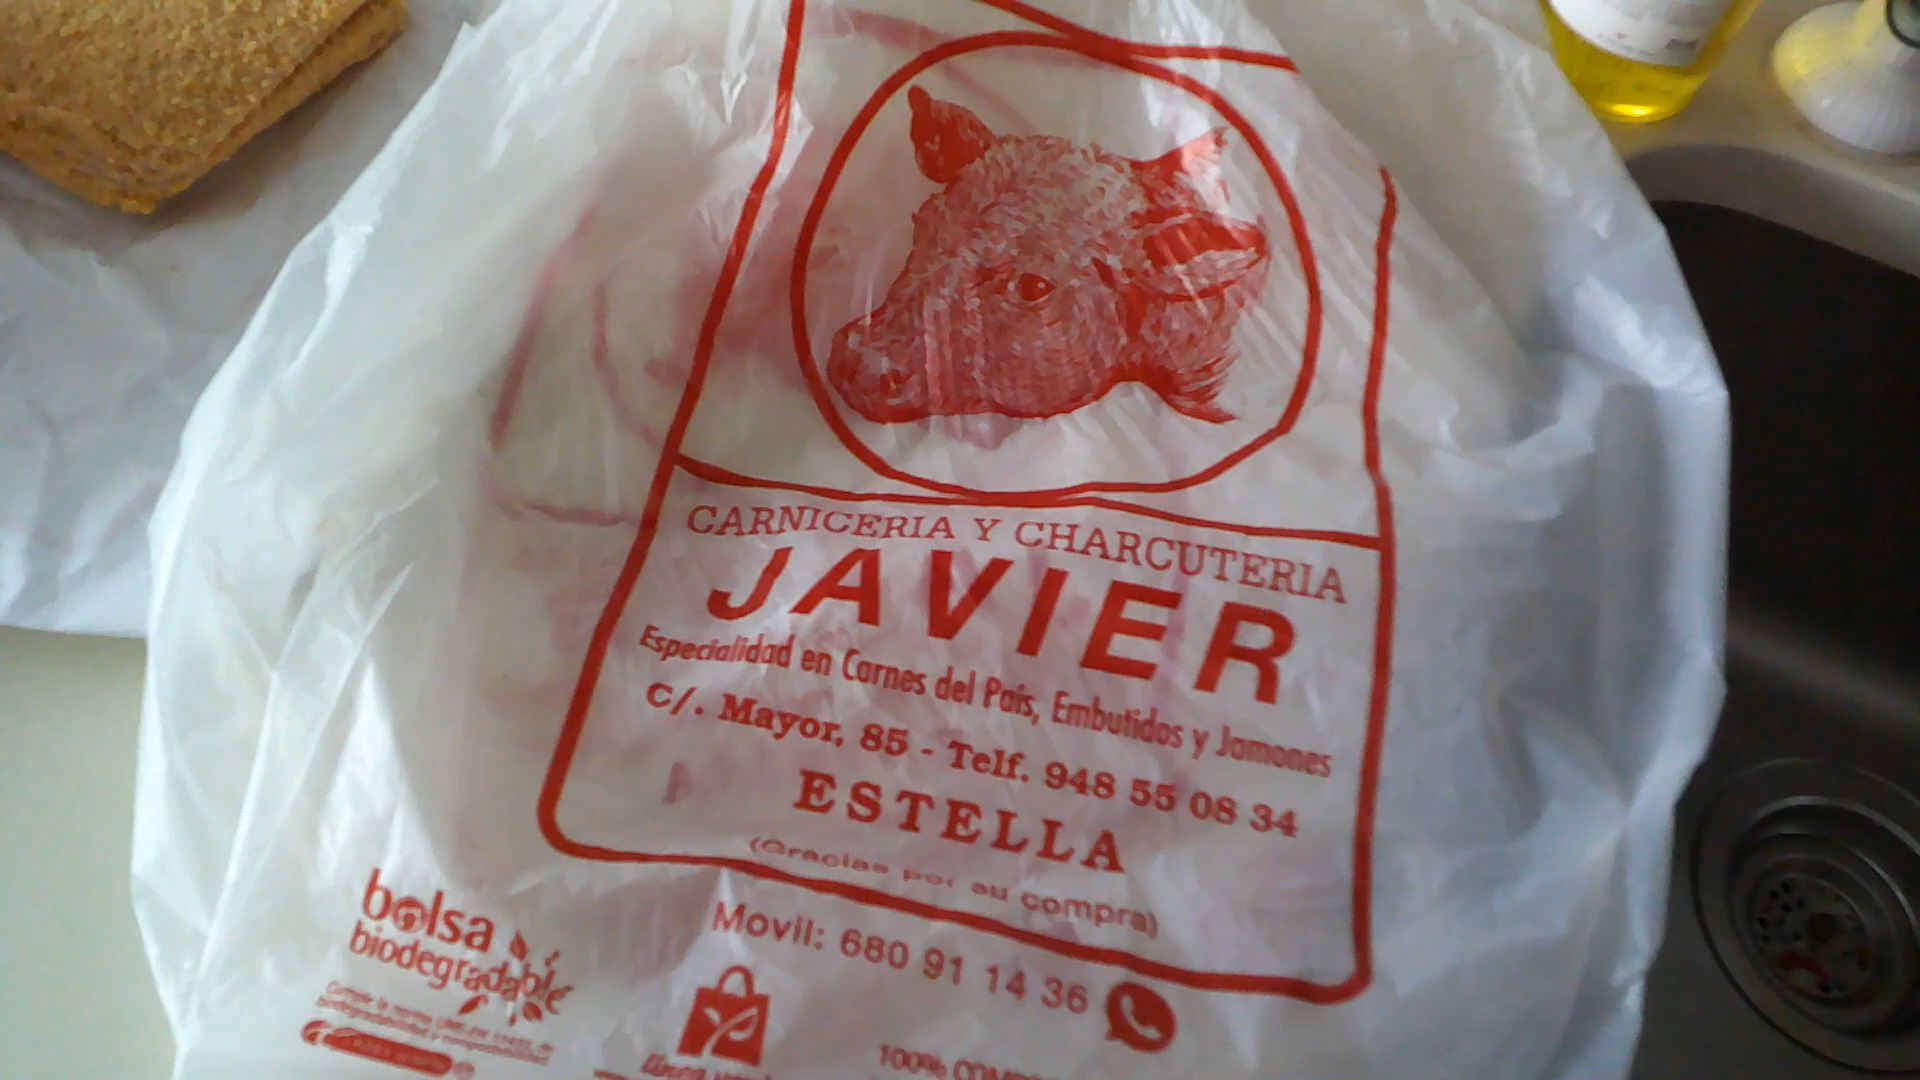 CARNICERIA Y CHARCUTERIA
JAVIER
Especialidad en Carnes del País, Embutidos y Jamones
C/. Mayor, 85 - Telf. 948 55 08 34
ESTELLA
(Gracias por su compra)
Movil: 680 91 14 36
bolsa
biodegradable
100%